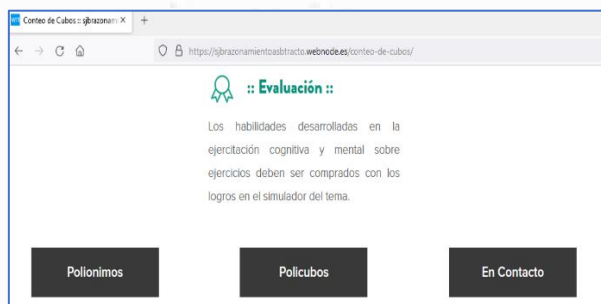 Conteo de Cubos :: sjbrazonam
https://sjbrazonamientoasbtracto.webnode.es/conteo-de-cubos/
:: Evaluación ::
Los habilidades desarrolladas en la
ejercitación cognitiva y mental sobre
ejercicios deben ser comprados con los
logros en el simulador del tema.
Polionimos
Policubos
En Contacto